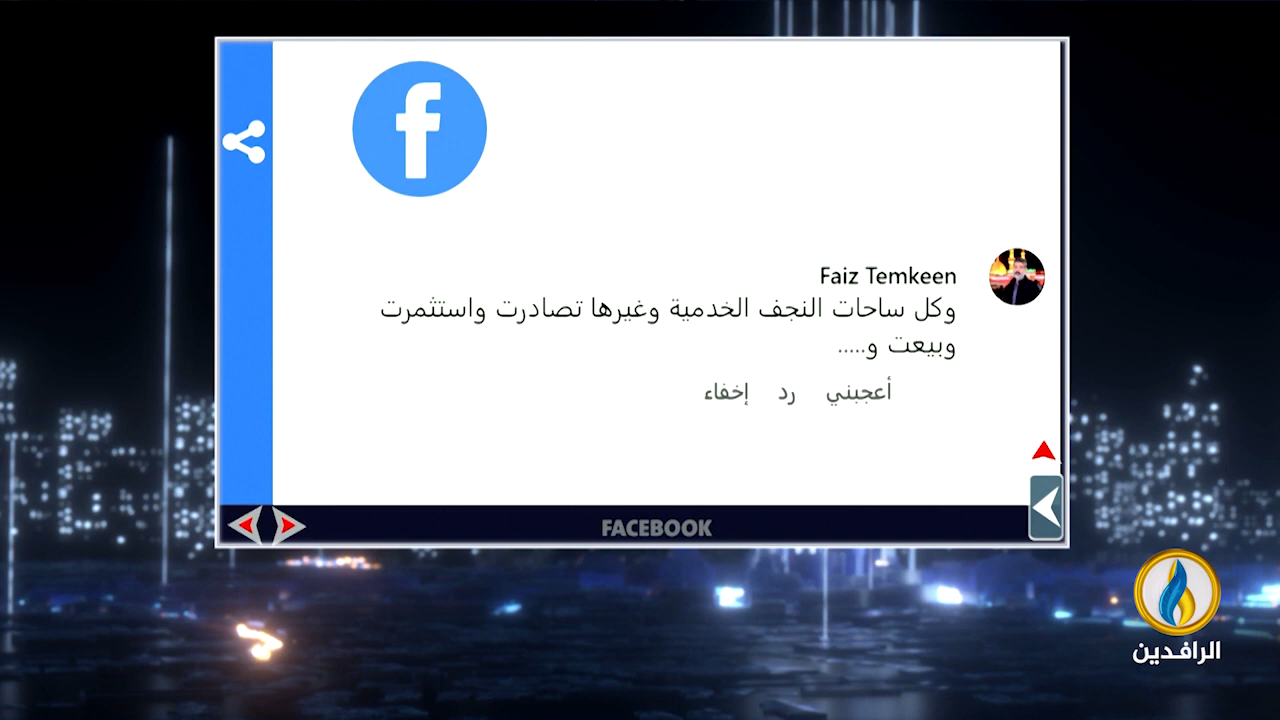 Faiz Temkeen
وكل ساحات النجف الخدمية وغيرها تصادرت واستثمرت
وبيعت و.....
أعجبني رد إخفاء
FACEBOOK
الرافدين